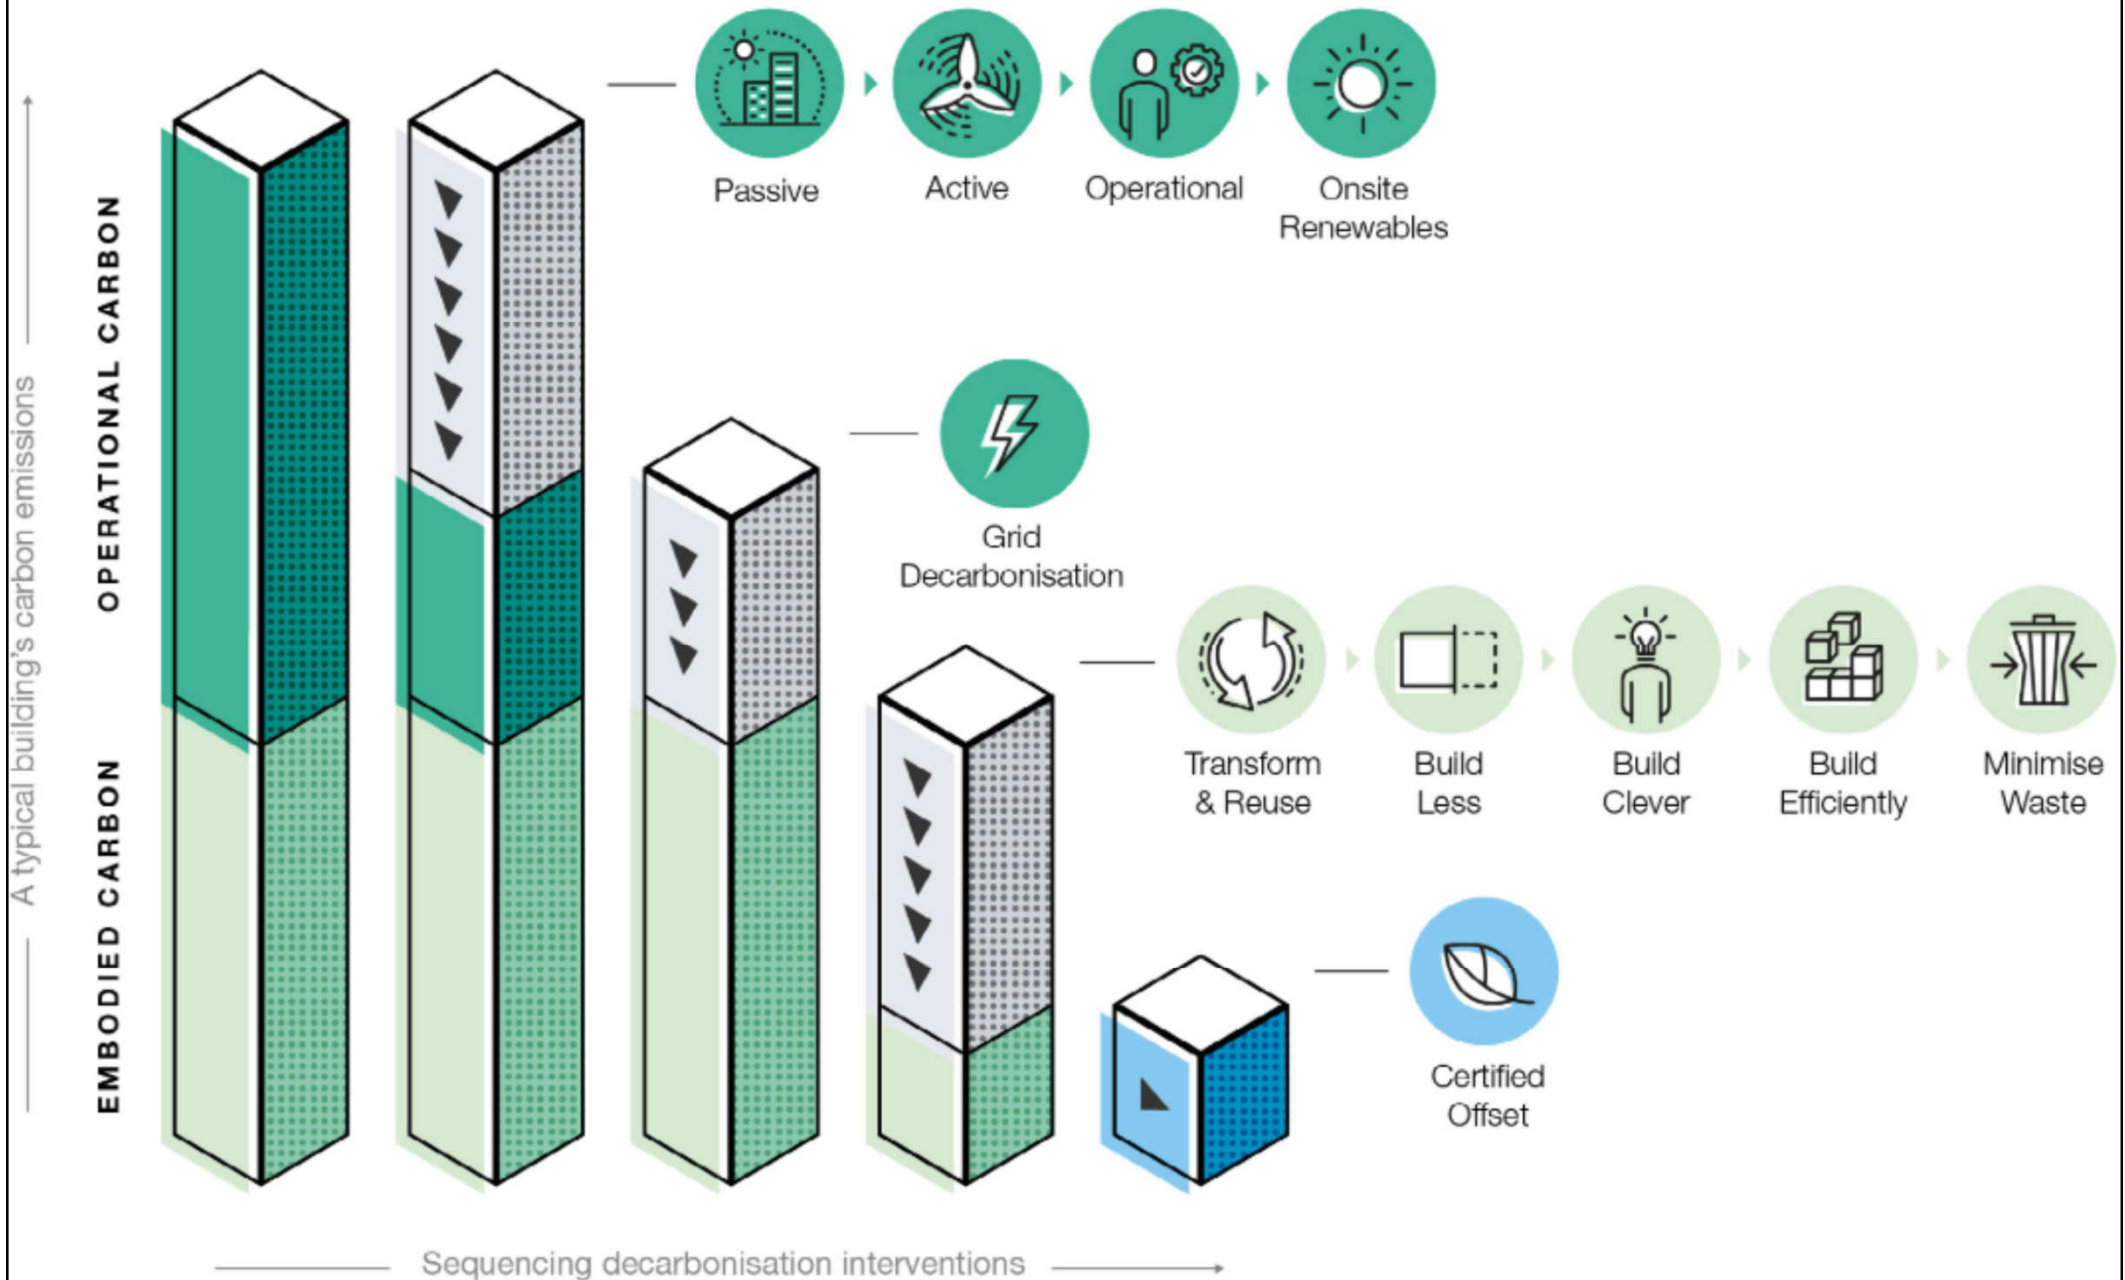 A typical building's carbon emissions
OPERATIONAL CARBON
EMBODIED CARBON
Passive
Active
Operational
Onsite
Renewables
Grid
Decarbonisation
Transform
& Reuse
Build
Less
Build
Clever
Build
Efficiently
Minimise
Waste
Certified
Offset
Sequencing decarbonisation interventions